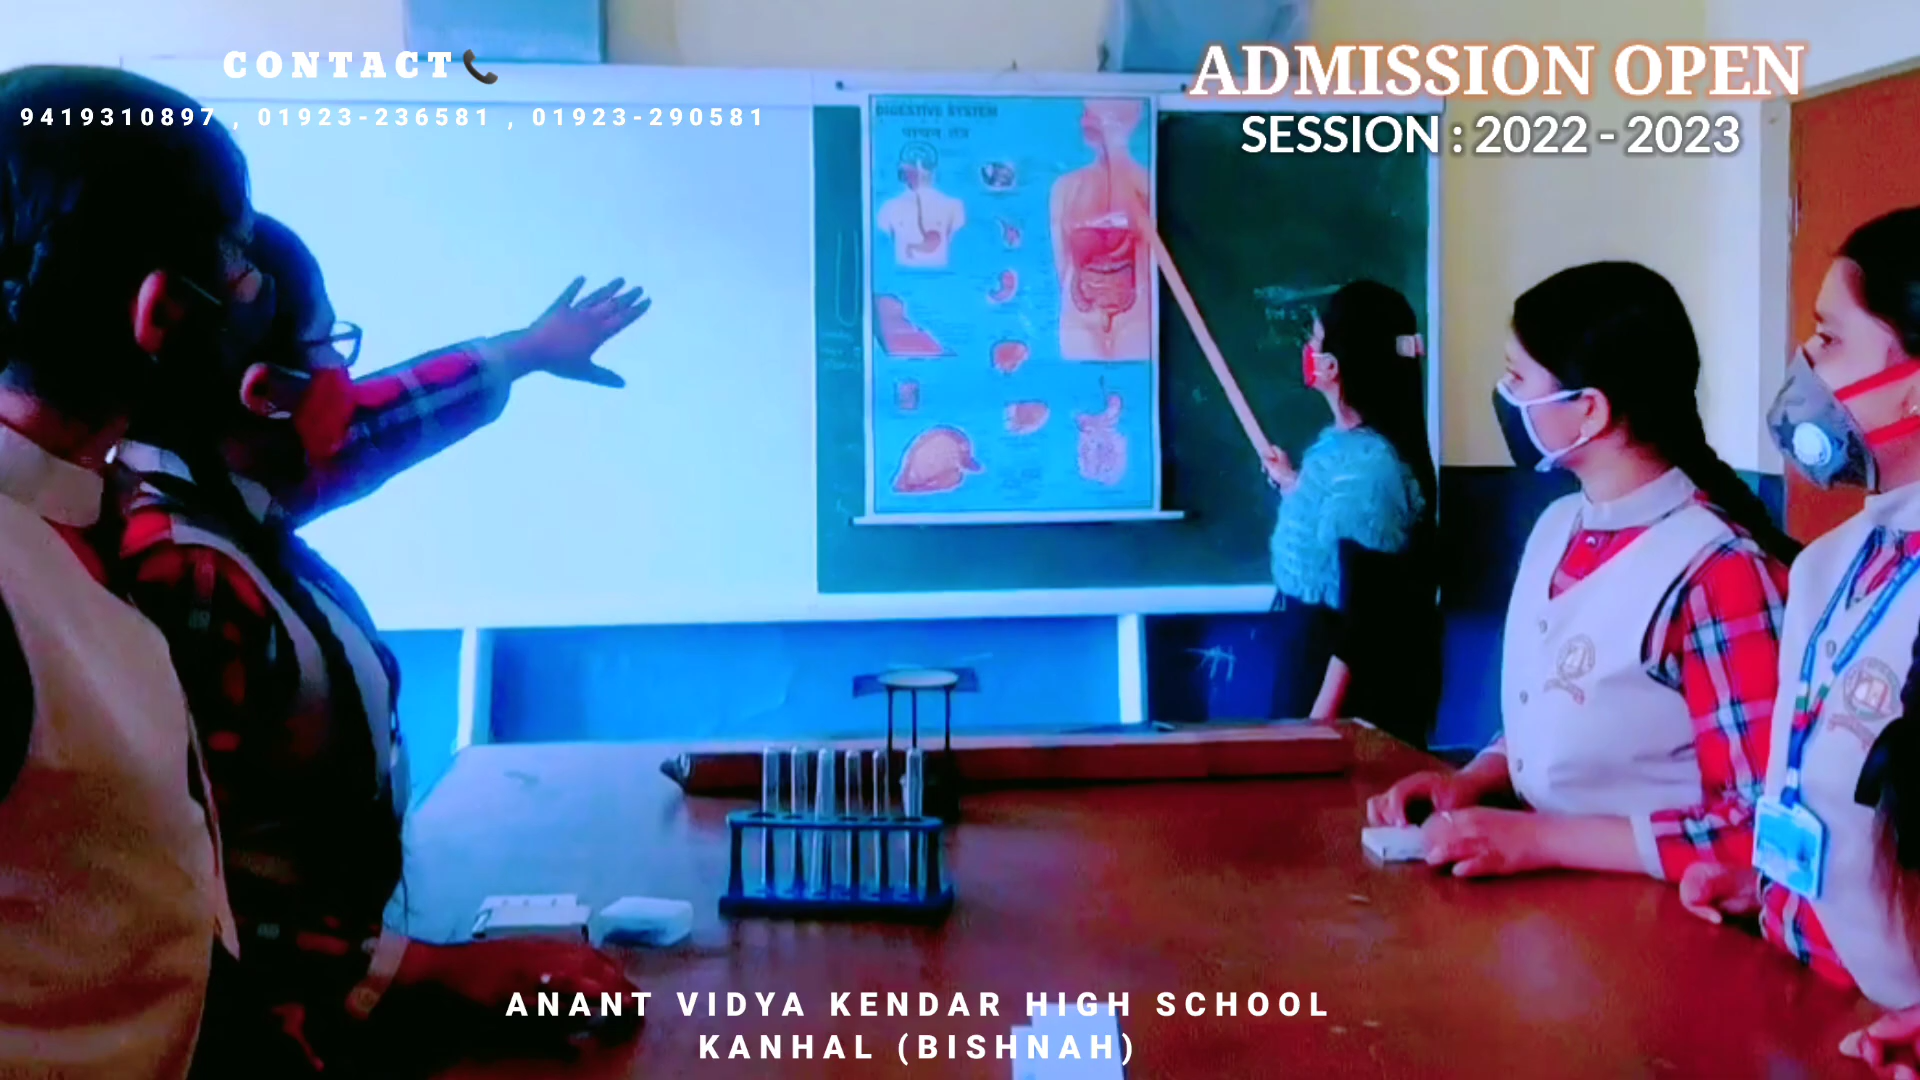 CONTACT
9419310897 , 01923-236581 , 01923-290581
ADMISSION OPEN
SESSION : 2022 - 2023
DIGESTIVE SYSTEM
पाचन तंत्र
ANANT VIDYA KENDAR HIGH SCHOOL
KANHAL (BISHNAH)